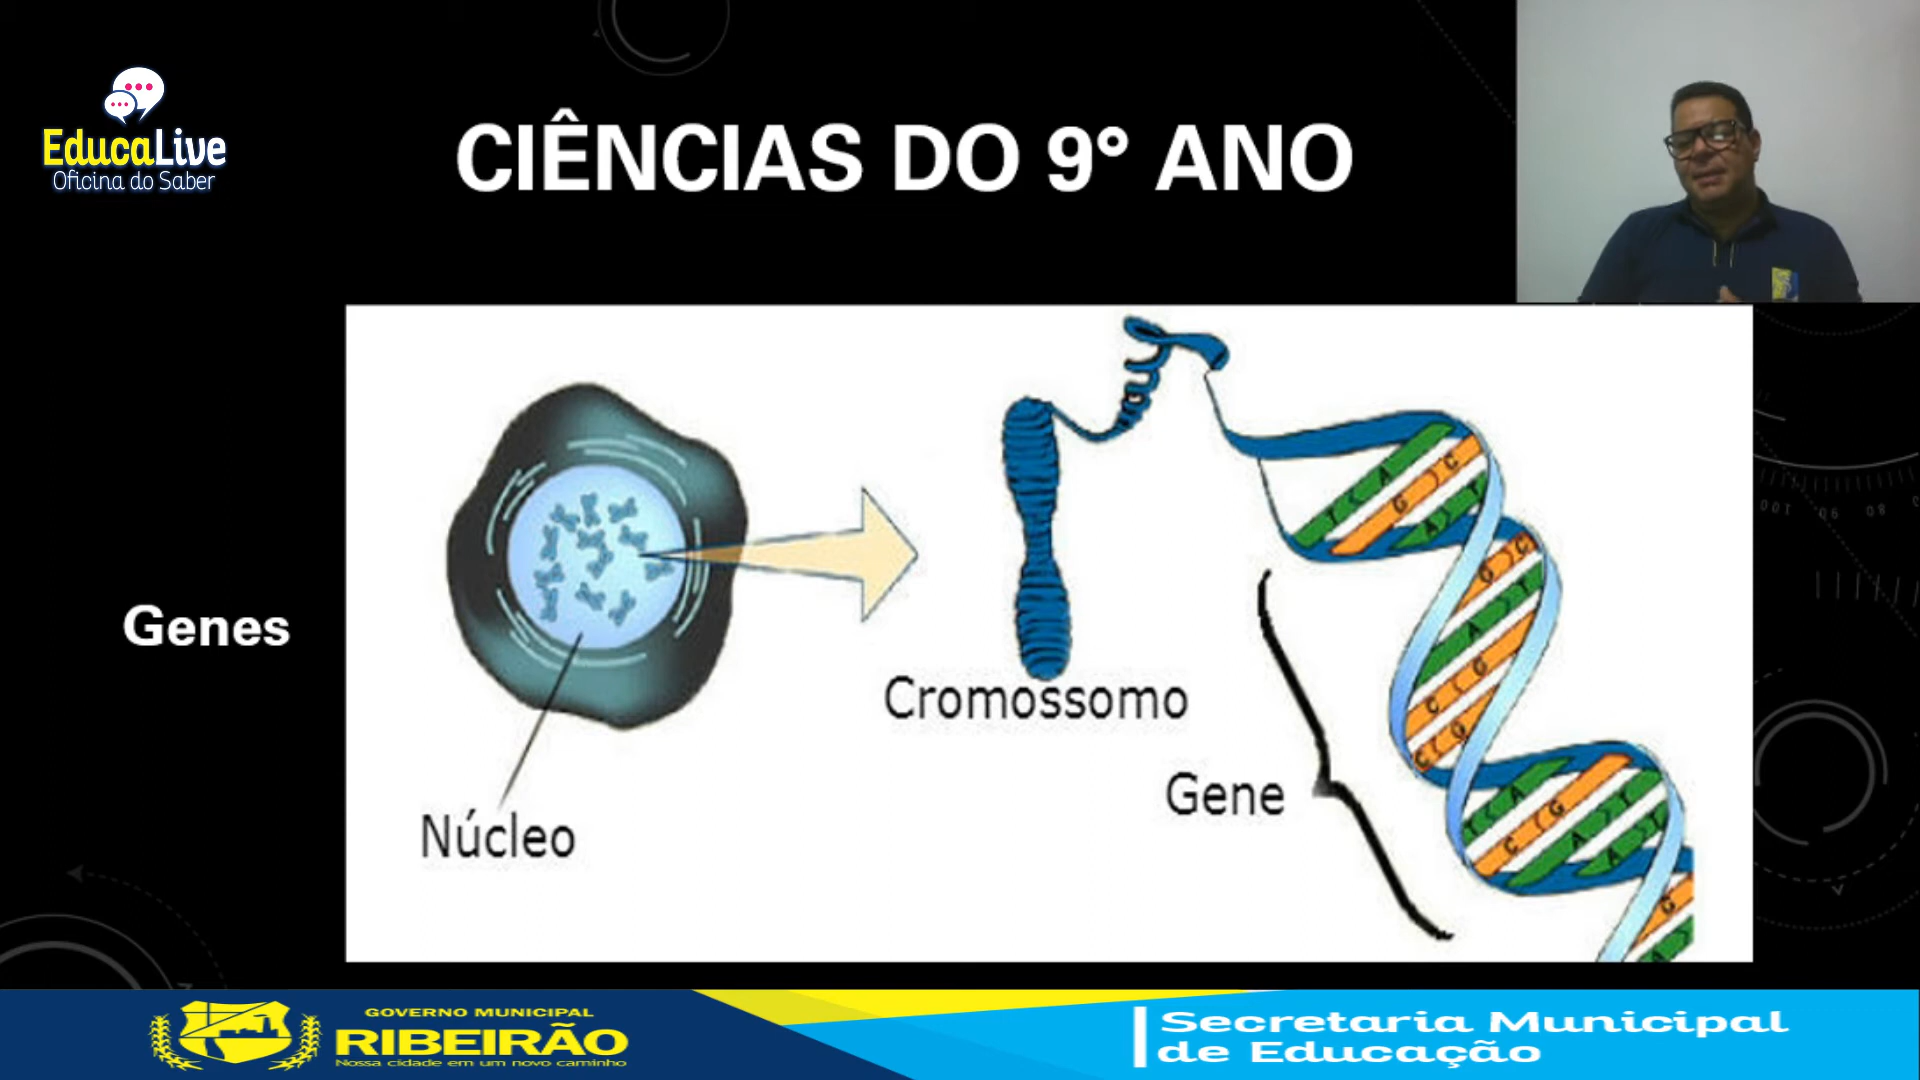 EducaLive
Oficina do Saber
CIÊNCIAS DO 9° ANO
Genes
Núcleo
Cromossomo
Gene
GOVERNO MUNICIPAL
RIBEIRÃO
Nossa cidade em um novo caminho
Secretaria Municipal
de Educação